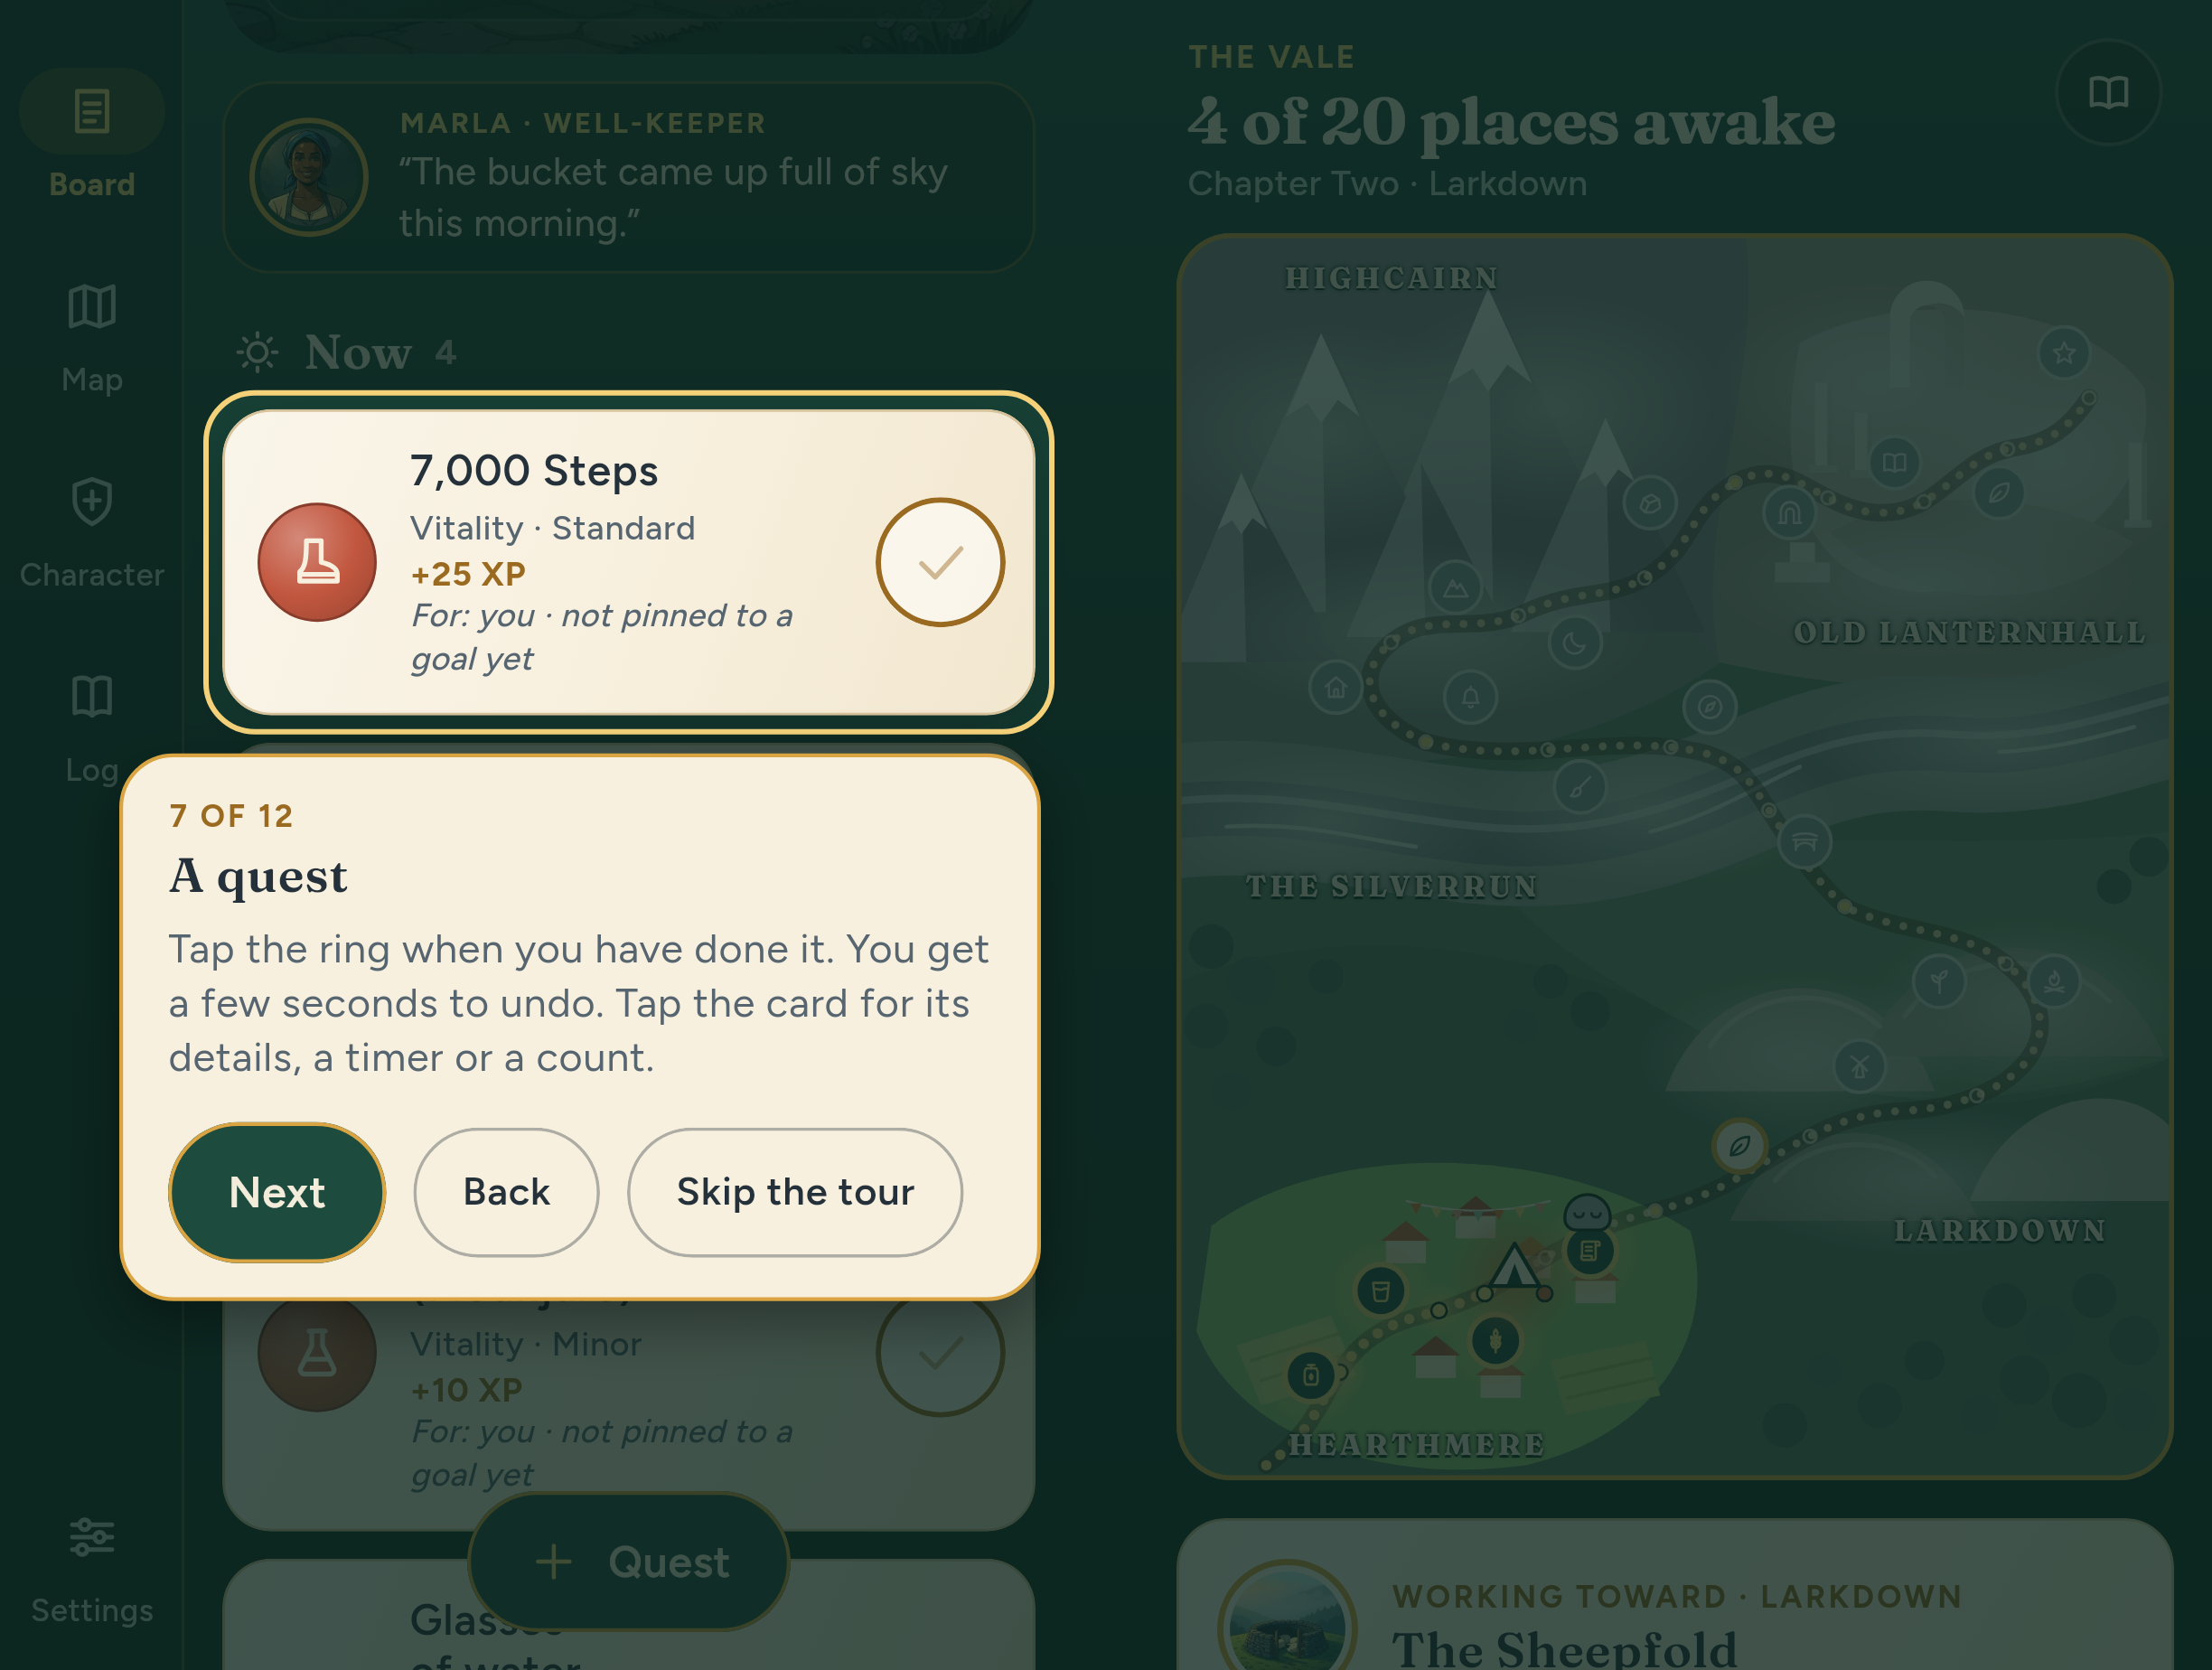 Board
Map
Character
Log
Settings
MARLA · WELL-KEEPER
“The bucket came up full of sky
this morning.”
Now 4
7,000 Steps
Vitality · Standard
+25 XP
For: you · not pinned to a
goal yet
7 OF 12
A quest
Tap the ring when you have done it. You get
a few seconds to undo. Tap the card for its
details, a timer or a count.
Next
Back
Skip the tour
Vitality · Minor
+10 XP
For: you · not pinned to a
goal yet
Quest
of water
THE VALE
4 of 20 places awake
Chapter Two · Larkdown
HIGHCAIRN
OLD LANTERNHALL
THE SILVERRUN
LARKDOWN
HEARTHMERE
WORKING TOWARD · LARKDOWN
The Sheepfold